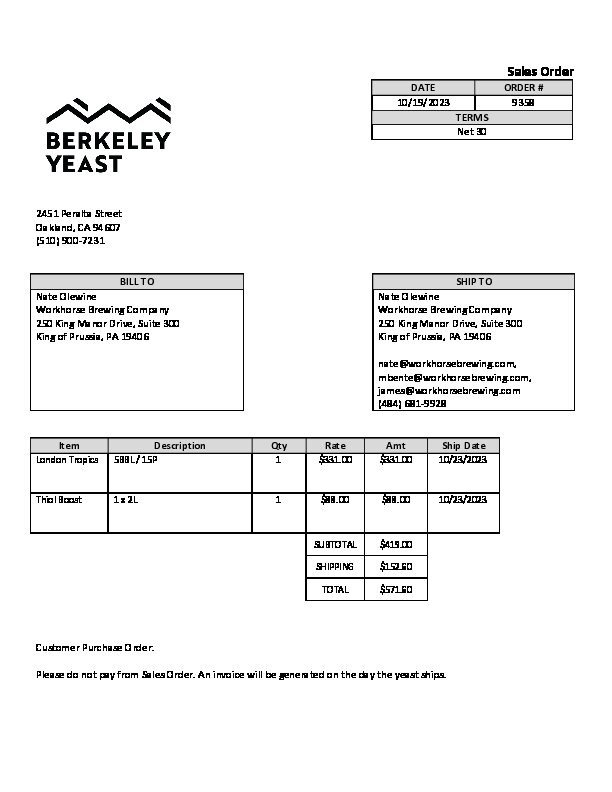 Sales Order
DATE ORDER #
10/19/2023 9358
TERMS
Net 30
BERKELEY
YEAST
2451 Peralta Street
Oakland, CA 94607
(510) 900-7231
BILL TO
Nate Olewine
Workhorse Brewing Company
250 King Manor Drive, Suite 300
King of Prussia, PA 19406
SHIP TO
Nate Olewine
Workhorse Brewing Company
250 King Manor Drive, Suite 300
King of Prussia, PA 19406
nate@workhorsebrewing.com,
mbente@workhorsebrewing.com,
james@workhorsebrewing.com
(484) 681-9928
Item Description Qty Rate Amt Ship Date
London Tropics 5BBL / 15P 1 $331.00 $331.00 10/23/2023
Thiol Boost 1 x 2L 1 $88.00 $88.00 10/23/2023
SUBTOTAL $419.00
SHIPPING $152.60
TOTAL $571.60
Customer Purchase Order:
Please do not pay from Sales Order. An invoice will be generated on the day the yeast ships.